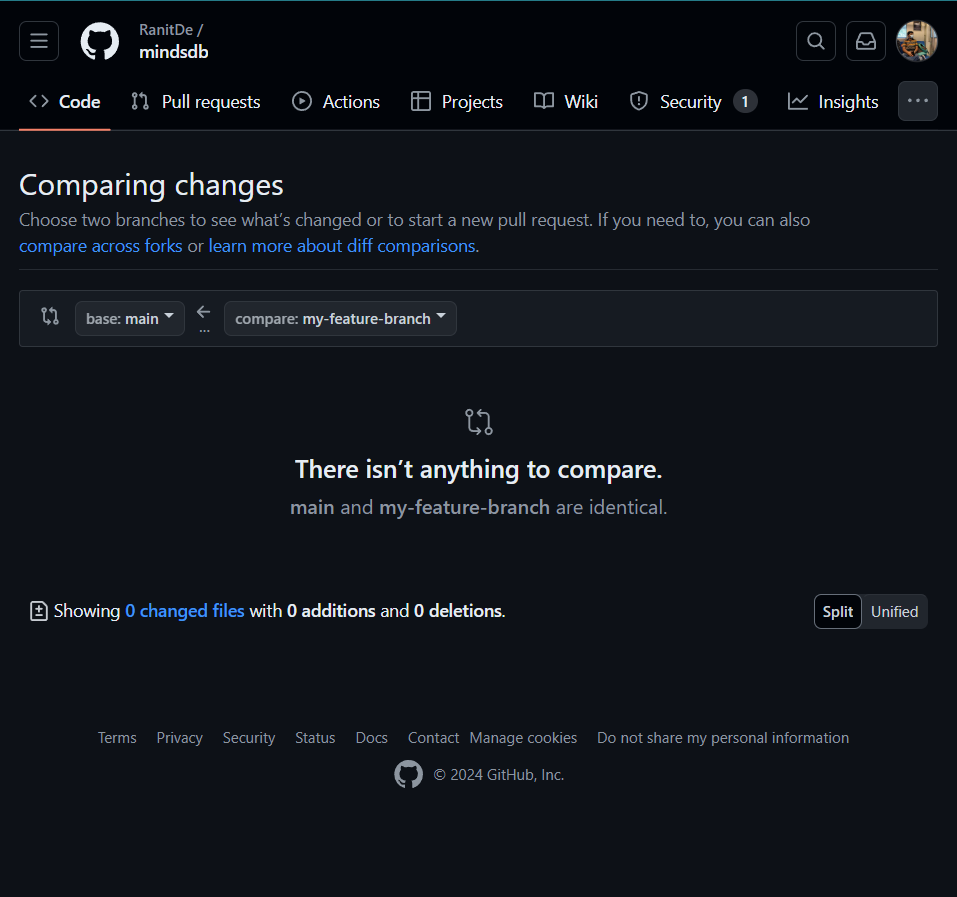 RanitDe /
mindsdb
Code Pull requests Actions Projects Wiki Security 1 Insights
Comparing changes
Choose two branches to see what’s changed or to start a new pull request. If you need to, you can also
compare across forks or learn more about diff comparisons.
base: main ... compare: my-feature-branch
There isn’t anything to compare.
main and my-feature-branch are identical.
Showing 0 changed files with 0 additions and 0 deletions. Split Unified
Terms Privacy Security Status Docs Contact Manage cookies Do not share my personal information
© 2024 GitHub, Inc.